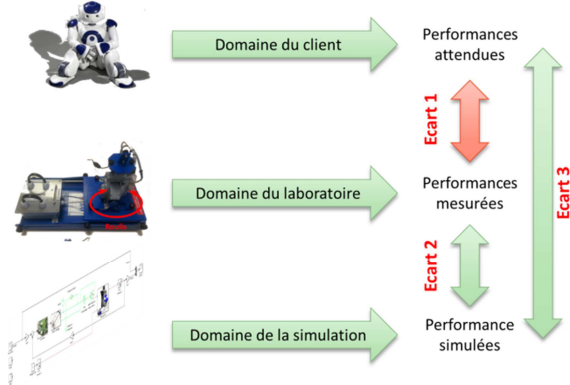 Domaine du client
Performances
attendues
Ecart 1
Domaine du laboratoire
Performances
mesurées
Ecart 3
Ecart 2
Domaine de la simulation
Performance
simulées